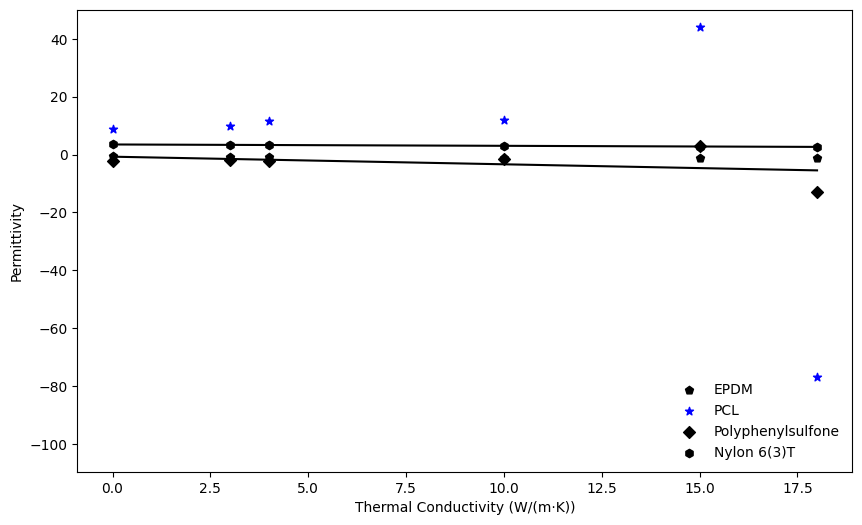 40
20
0
−20
−40
−60
−80
−100
Permittivity
0.0 2.5 5.0 7.5 10.0 12.5 15.0 17.5
Thermal Conductivity (W/(m·K))
EPDM
PCL
Polyphenylsulfone
Nylon 6(3)T